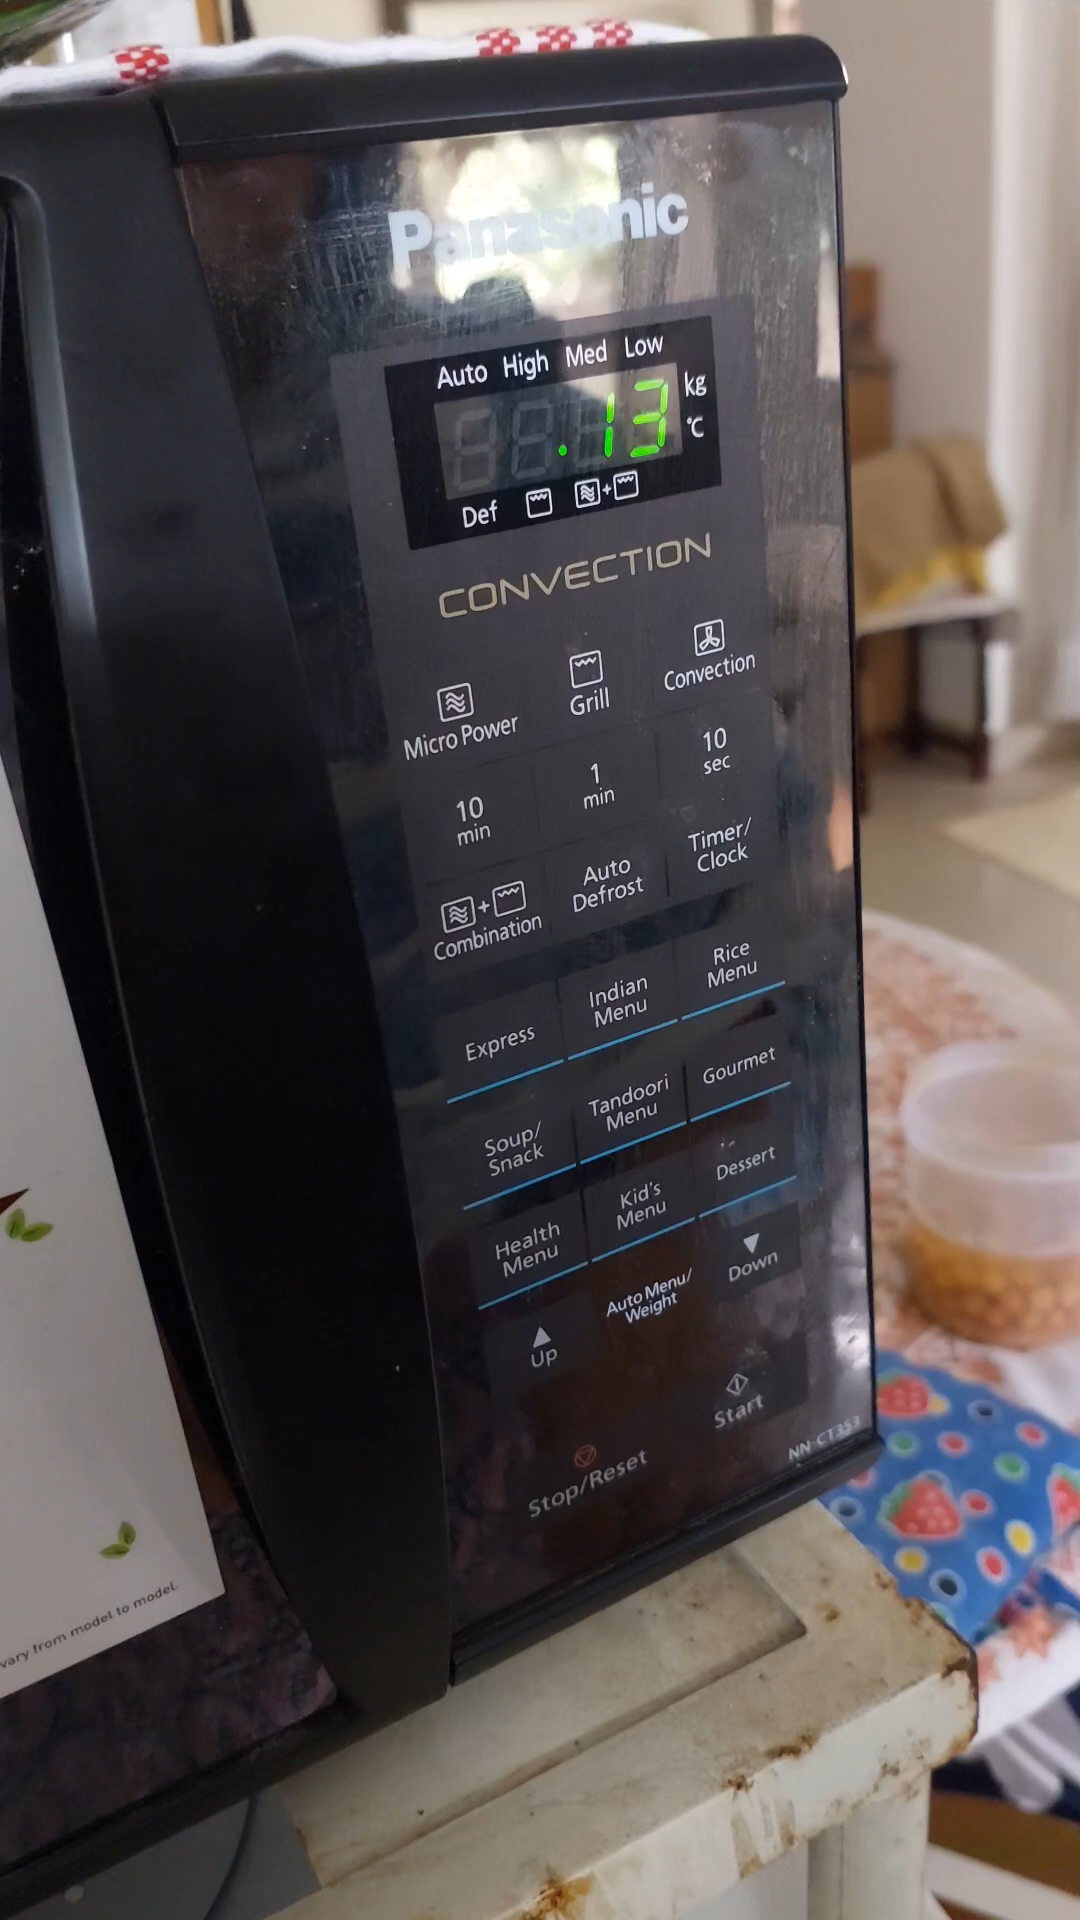 Panasonic
Auto High Med Low
.13
kg
°C
Def
CONVECTION
Micro Power
Grill
Convection
10
min
1
min
10
sec
Combination
Auto
Defrost
Timer/
Clock
Express
Indian
Menu
Rice
Menu
Soup/
Snack
Tandoori
Menu
Gourmet
Health
Menu
Kid's
Menu
Dessert
Up
Auto Menu/
Weight
Down
Stop/Reset
Start
NN-CT353
vary from model to model.